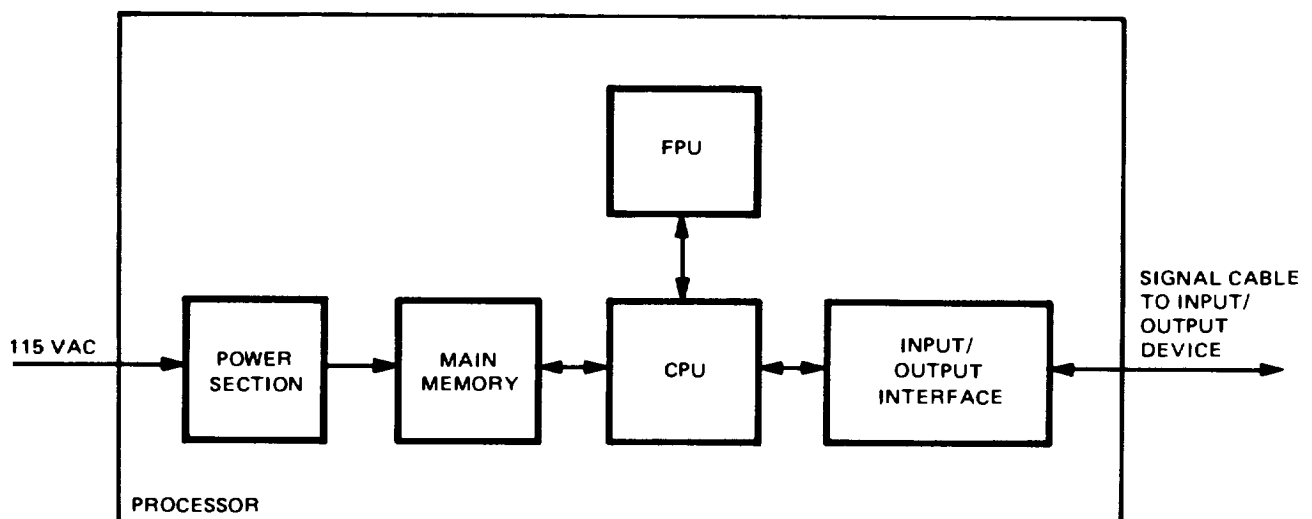 FPU
SIGNAL CABLE
TO INPUT/
OUTPUT
DEVICE
115 VAC
POWER
SECTION
MAIN
MEMORY
CPU
INPUT/
OUTPUT
INTERFACE
PROCESSOR